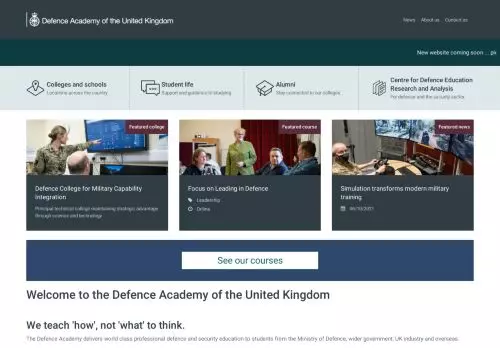 Defence Academy of the United Kingdom
News About us Contact us
New website coming soon ... pl
Colleges and schools
Locations across the country
Student life
Support and guidance in studying
Alumni
Stay connected to our colleges
Centre for Defence Education
Research and Analysis
For defence and the security sector
Featured college
Featured course
Featured news
Defence College for Military Capability
Integration
Principal technical college maintaining strategic advantage
through science and technology
Focus on Leading in Defence
Leadership
Online
Simulation transforms modern military
training
06/10/2021
See our courses
Welcome to the Defence Academy of the United Kingdom
We teach 'how', not 'what' to think.
The Defence Academy delivers world class professional defence and security education to students from the Ministry of Defence, wider government, UK industry and overseas.